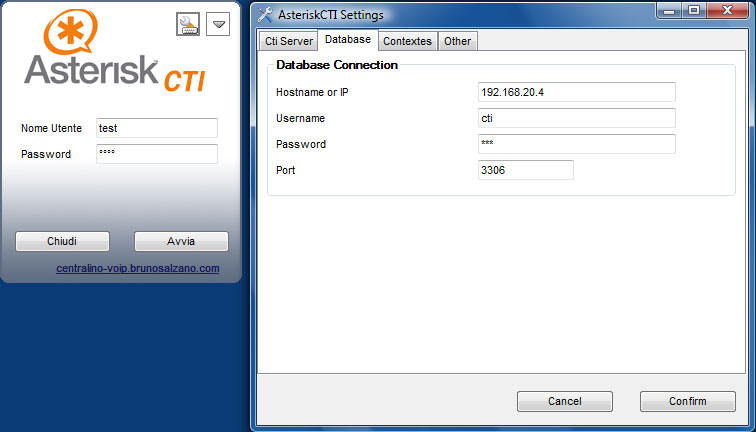 Asterisk™
CTI
Nome Utente
test
Password
°°°°
Chiudi
Avvia
centralino-voip.brunosalzano.com
AsteriskCTI Settings
Cti Server
Database
Contextes
Other
Database Connection
Hostname or IP
192.168.20.4
Username
cti
Password
***
Port
3306
Cancel
Confirm